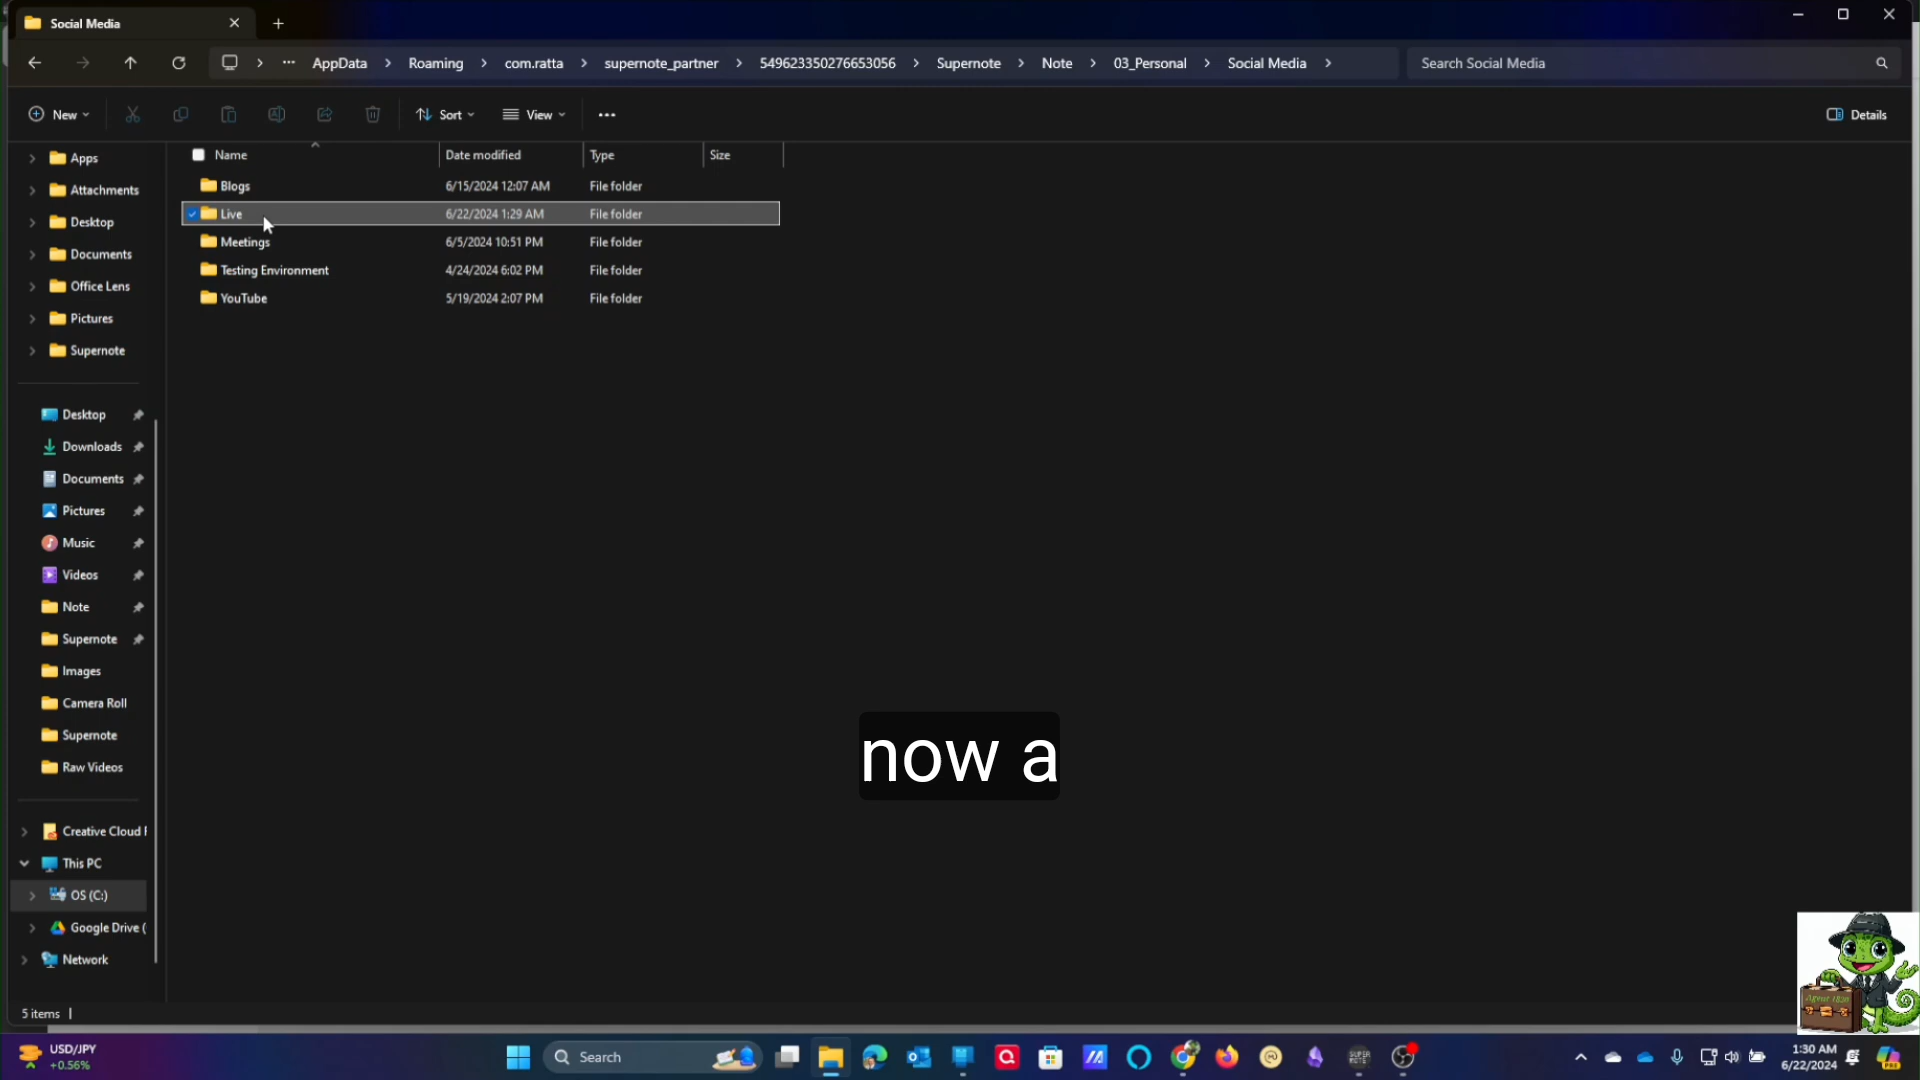 Social Media
AppData > Roaming > com.ratta > supernote_partner > 549623350276653056 > Supernote > Note > 03_Personal > Social Media >
Search Social Media
New
Sort
View
Details
Name Date modified Type Size
Blogs 6/15/2024 12:07 AM File folder
Live 6/22/2024 1:29 AM File folder
Meetings 6/5/2024 10:51 PM File folder
Testing Environment 4/24/2024 6:02 PM File folder
YouTube 5/19/2024 2:07 PM File folder
Apps
Attachments
Desktop
Documents
Office Lens
Pictures
Supernote
Desktop
Downloads
Documents
Pictures
Music
Videos
Note
Supernote
Images
Camera Roll
Supernote
Raw Videos
Creative Cloud F
This PC
OS (C:)
Google Drive (
Network
now a
5 items
USD/JPY
+0.56%
Search
1:30 AM
6/22/2024